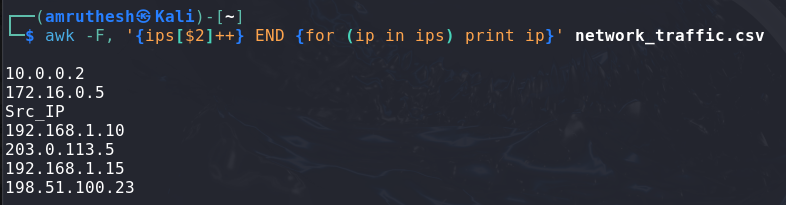 ┌──(amruthesh㉿Kali)-[~]
└─$ awk -F, '{ips[$2]++} END {for (ip in ips) print ip}' network_traffic.csv
10.0.0.2
172.16.0.5
Src_IP
192.168.1.10
203.0.113.5
192.168.1.15
198.51.100.23